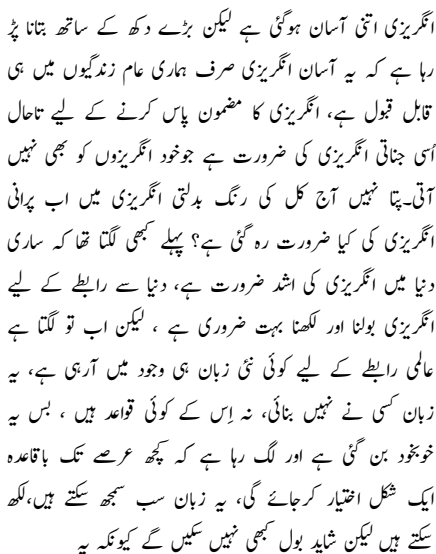 انگریزی اتنی آسان ہوگئی ہے لیکن بڑے دکھ کے ساتھ بتانا پڑ
رہا ہے کہ یہ آسان انگریزی صرف ہماری عام زندگیوں میں ہی
قابل قبول ہے، انگریزی کا مضمون پاس کرنے کے لیے تاحال
اُسی جناتی انگریزی کی ضرورت ہے جوخود انگریزوں کو بھی نہیں
آتی۔پتا نہیں آج کل کی رنگ بدلتی انگریزی میں اب پرانی
انگریزی کی کیا ضرورت رہ گئی ہے؟ پہلے کبھی لگتا تھا کہ ساری
دنیا میں انگریزی کی اشد ضرورت ہے، دنیا سے رابطے کے لیے
انگریزی بولنا اور لکھنا بہت ضروری ہے ، لیکن اب تو لگتا ہے
عالمی رابطے کے لیے کوئی نئی زبان ہی وجود میں آرہی ہے، یہ
زبان کسی نے نہیں بنائی، نہ اِس کے کوئی قواعد ہیں ، بس یہ
خوبخود بن گئی ہے اور لگ رہا ہے کہ کچھ عرصے تک باقاعدہ
ایک شکل اختیار کرجائے گی، یہ زبان سب سمجھ سکتے ہیں،لکھ
سکتے ہیں لیکن شاید بول کبھی نہیں سکیں گے کیونکہ یہ